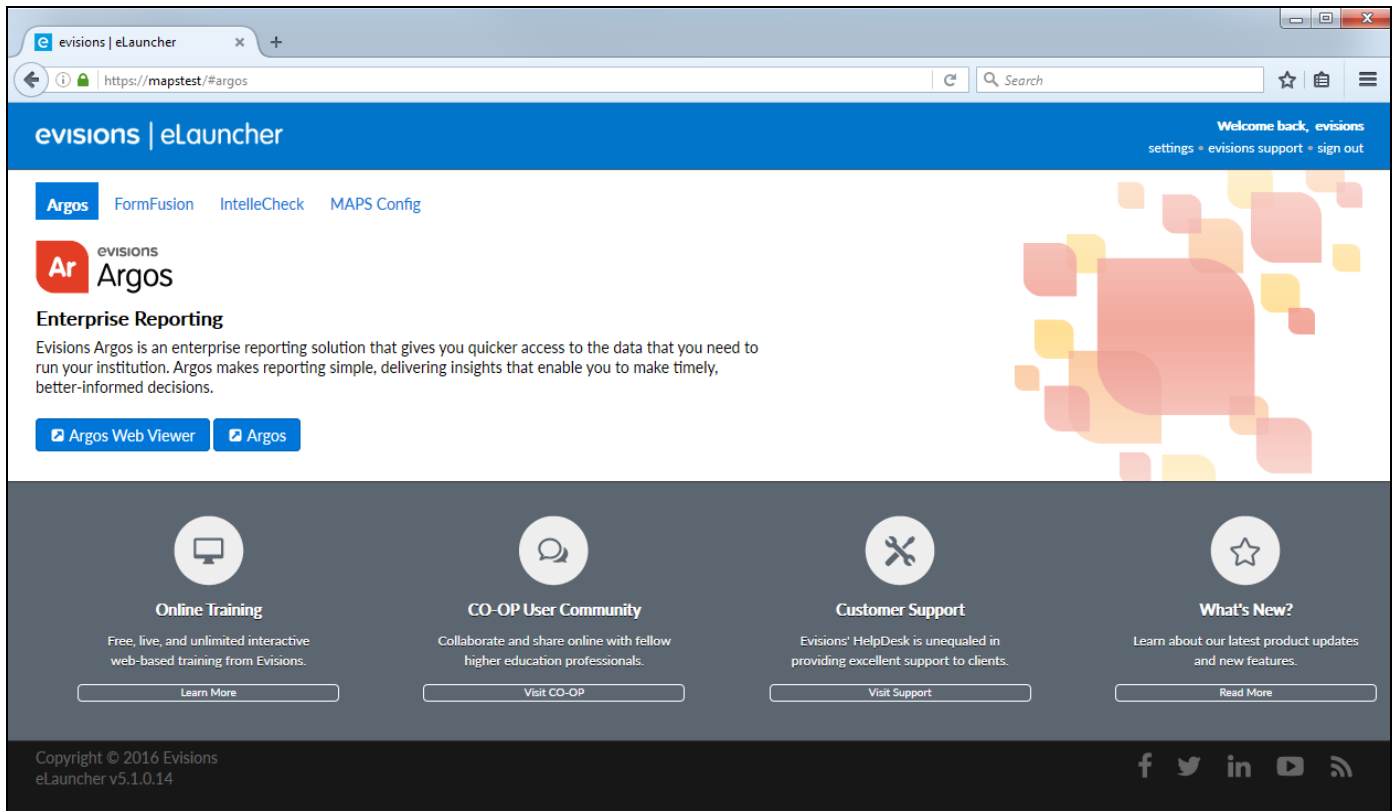 evisions | eLauncher
https://mapstest/#argos
Search
evisions | eLauncher
Welcome back, evisions
settings • evisions support • sign out
Argos FormFusion IntelleCheck MAPS Config
Ar
evisions
Argos
Enterprise Reporting
Evisions Argos is an enterprise reporting solution that gives you quicker access to the data that you need to
run your institution. Argos makes reporting simple, delivering insights that enable you to make timely,
better-informed decisions.
Argos Web Viewer Argos
Online Training
Free, live, and unlimited interactive
web-based training from Evisions.
Learn More
CO-OP User Community
Collaborate and share online with fellow
higher education professionals.
Visit CO-OP
Customer Support
Evisions' HelpDesk is unequaled in
providing excellent support to clients.
Visit Support
What's New?
Learn about our latest product updates
and new features.
Read More
Copyright © 2016 Evisions
eLauncher v5.1.0.14